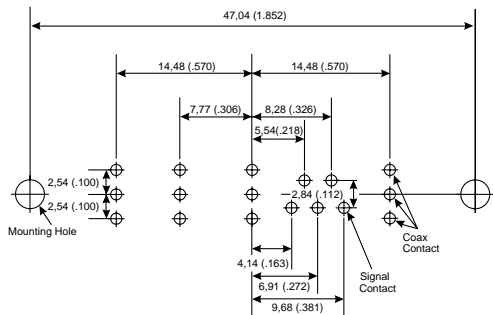 47,04 (1.852)
14,48 (.570)
14,48 (.570)
7,77 (.306)
8,28 (.326)
5,54(.218)
2,54 (.100)
2,84 (.112)
2,54 (.100)
Mounting Hole
Coax
Contact
4,14 (.163)
Signal
Contact
6,91 (.272)
9,68 (.381)